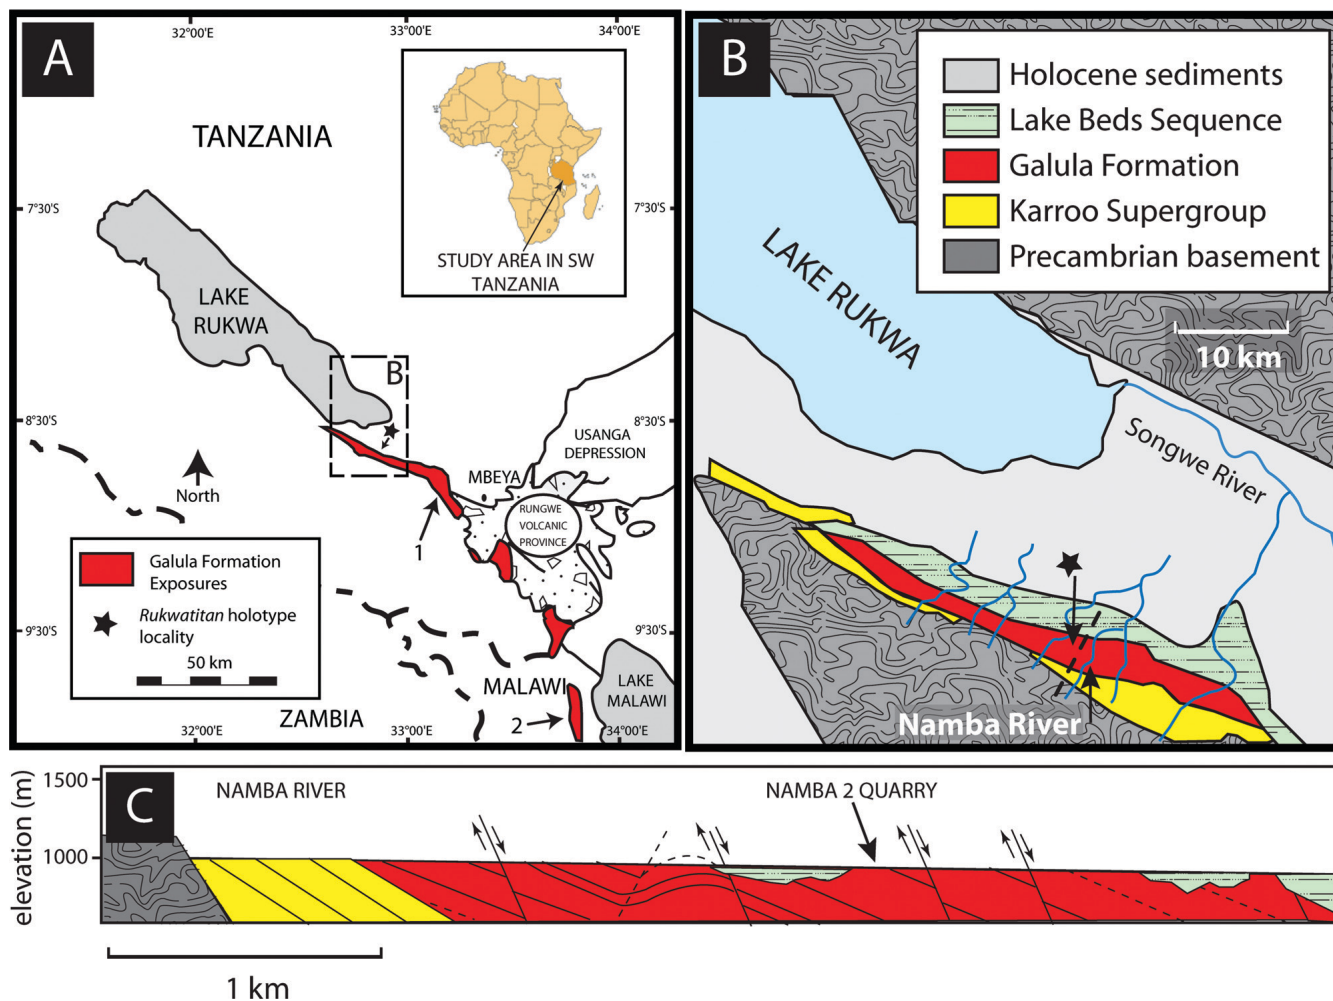 A
32°00'E
33°00'E
34°00'E
TANZANIA
STUDY AREA IN SW
TANZANIA
7°30'S
7°30'S
LAKE
RUKWA
B
8°30'S
8°30'S
USANGA
DEPRESSION
MBEYA
North
RUNGWE
VOLCANIC
PROVINCE
1
Galula Formation
Exposures
Rukwatitan holotype
locality
50 km
9°30'S
9°30'S
MALAWI
LAKE
MALAWI
ZAMBIA
2
32°00'E
33°00'E
34°00'E
B
Holocene sediments
Lake Beds Sequence
Galula Formation
Karroo Supergroup
Precambrian basement
LAKE RUKWA
10 km
Songwe River
Namba River
C
elevation (m)
1500
1000
NAMBA RIVER
NAMBA 2 QUARRY
1 km